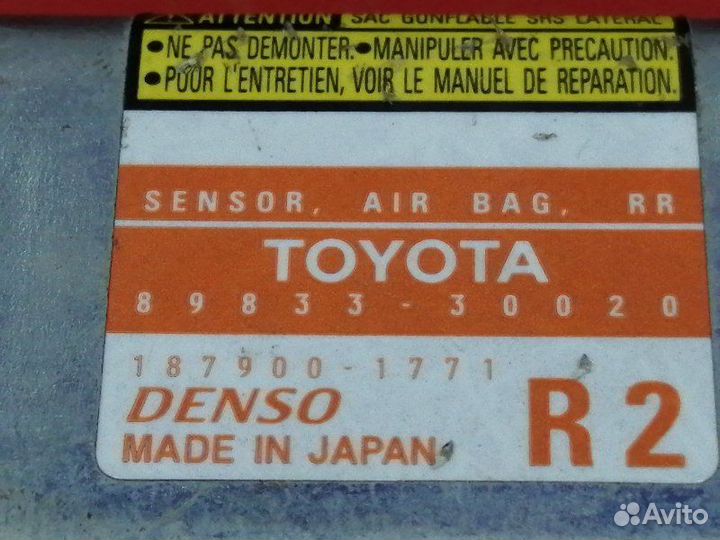 ATTENTION SAC GONFLABLE SRS LATERAL
•NE PAS DEMONTER. •MANIPULER AVEC PRECAUTION.
•POUR L'ENTRETIEN, VOIR LE MANUEL DE REPARATION.
SENSOR, AIR BAG, RR
TOYOTA
89833-30020
187900-1771
DENSO
MADE IN JAPAN
R2
Avito